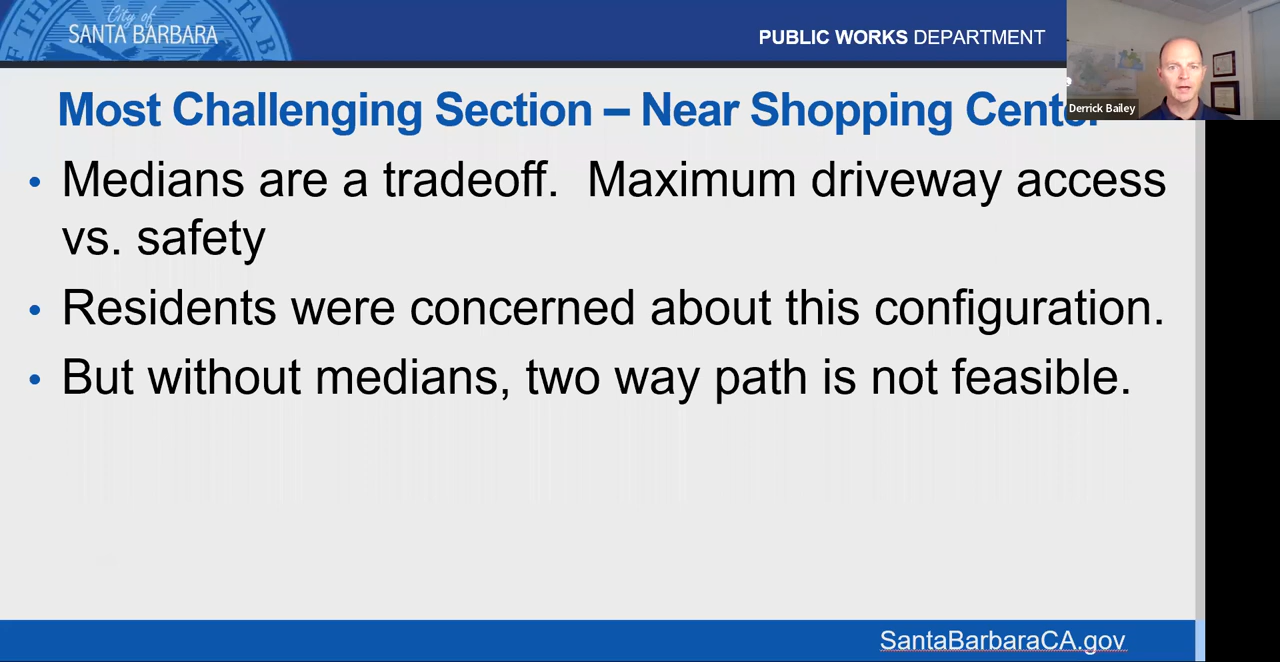 City of
SANTA BARBARA
PUBLIC WORKS DEPARTMENT
Derrick Bailey
Most Challenging Section – Near Shopping Center
• Medians are a tradeoff.  Maximum driveway access
vs. safety
• Residents were concerned about this configuration.
• But without medians, two way path is not feasible.
SantaBarbaraCA.gov